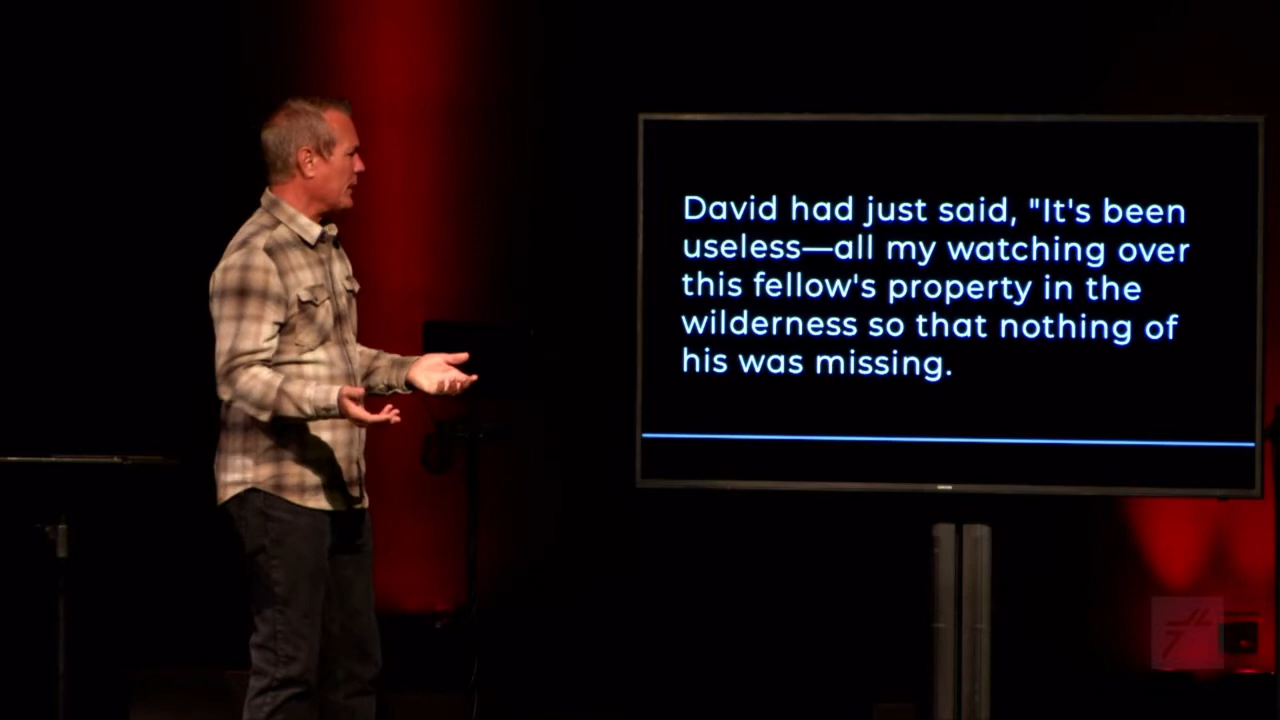 David had just said, "It's been
useless—all my watching over
this fellow's property in the
wilderness so that nothing of
his was missing.